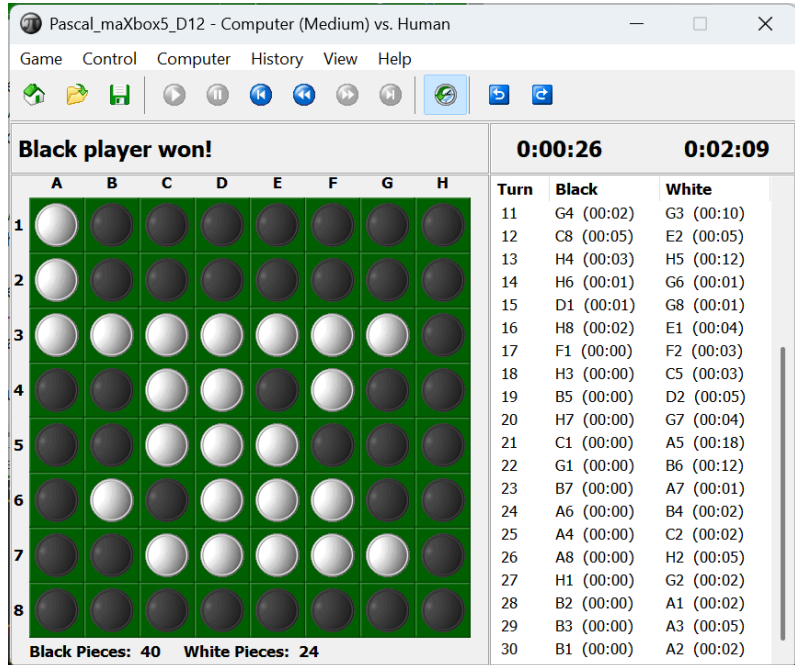 Pascal_maXbox5_D12 - Computer (Medium) vs. Human
Game Control Computer History View Help
Black player won! 0:00:26 0:02:09
A B C D E F G H
1
2
3
4
5
6
7
8
Black Pieces: 40 White Pieces: 24
Turn Black White
11 G4 (00:02) G3 (00:10)
12 C8 (00:05) E2 (00:05)
13 H4 (00:03) H5 (00:12)
14 H6 (00:01) G6 (00:01)
15 D1 (00:01) G8 (00:01)
16 H8 (00:02) E1 (00:04)
17 F1 (00:00) F2 (00:03)
18 H3 (00:00) C5 (00:03)
19 B5 (00:00) D2 (00:05)
20 H7 (00:00) G7 (00:04)
21 C1 (00:00) A5 (00:18)
22 G1 (00:00) B6 (00:12)
23 B7 (00:00) A7 (00:01)
24 A6 (00:00) B4 (00:02)
25 A4 (00:00) C2 (00:02)
26 A8 (00:00) H2 (00:05)
27 H1 (00:00) G2 (00:02)
28 B2 (00:00) A1 (00:02)
29 B3 (00:00) A3 (00:05)
30 B1 (00:00) A2 (00:02)